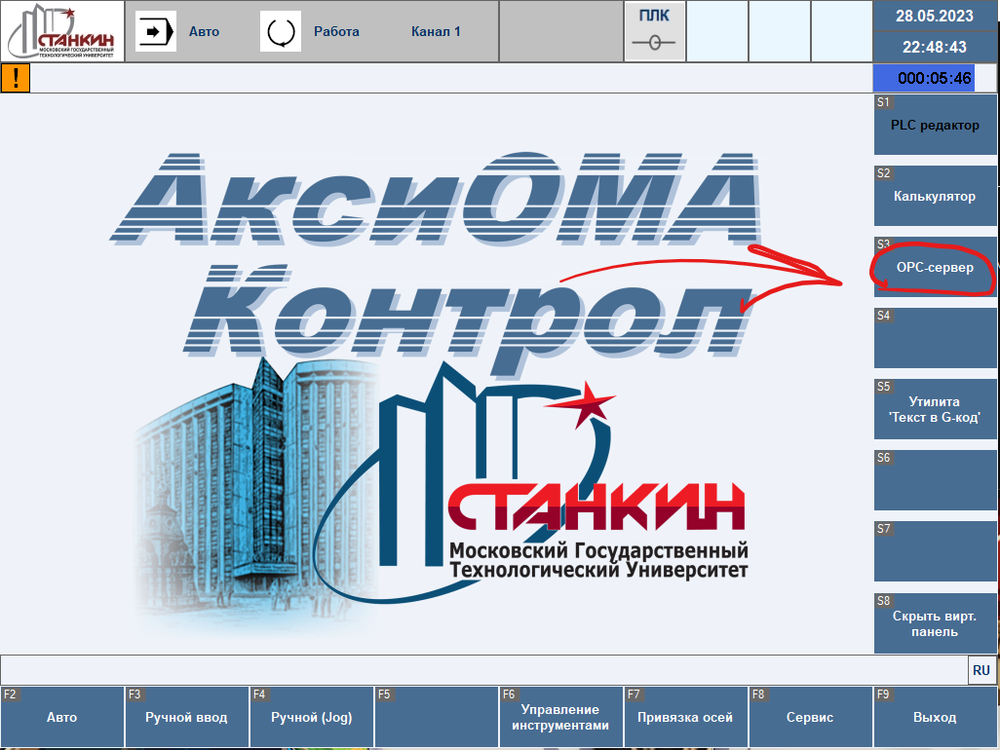 СТАНКИН
МОСКОВСКИЙ ГОСУДАРСТВЕННЫЙ
ТЕХНОЛОГИЧЕСКИЙ УНИВЕРСИТЕТ
Авто
Работа
Канал 1
ПЛК
28.05.2023
22:48:43
!
000:05:46
S1
PLC редактор
S2
Калькулятор
S3
OPC-сервер
S4
S5
Утилита
'Текст в G-код'
S6
S7
S8
Скрыть вирт.
панель
АксиОМА
Контрол
СТАНКИН
Московский Государственный
Технологический Университет
RU
F2
Авто
F3
Ручной ввод
F4
Ручной (Jog)
F5
F6
Управление
инструментами
F7
Привязка осей
F8
Сервис
F9
Выход